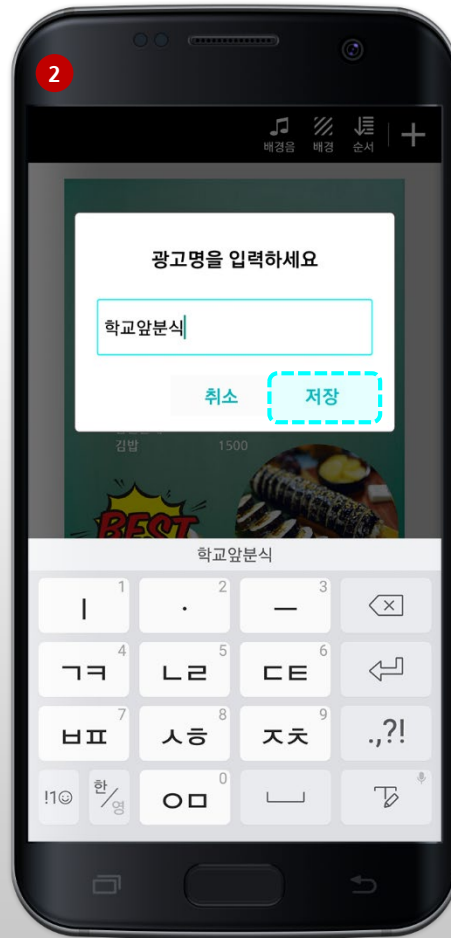 2
배경음 배경 순서
광고명을 입력하세요
학교앞분식
취소 저장
김밥 1500
BEST
학교앞분식
1 2 3
ㅣ · ㅡ
4 5 6
ㄱㅋ ㄴㄹ ㄷㅌ
7 8 9
ㅂㅍ ㅅㅎ ㅈㅊ .,?!
0
!1☺ 한/영 ㅇㅁ